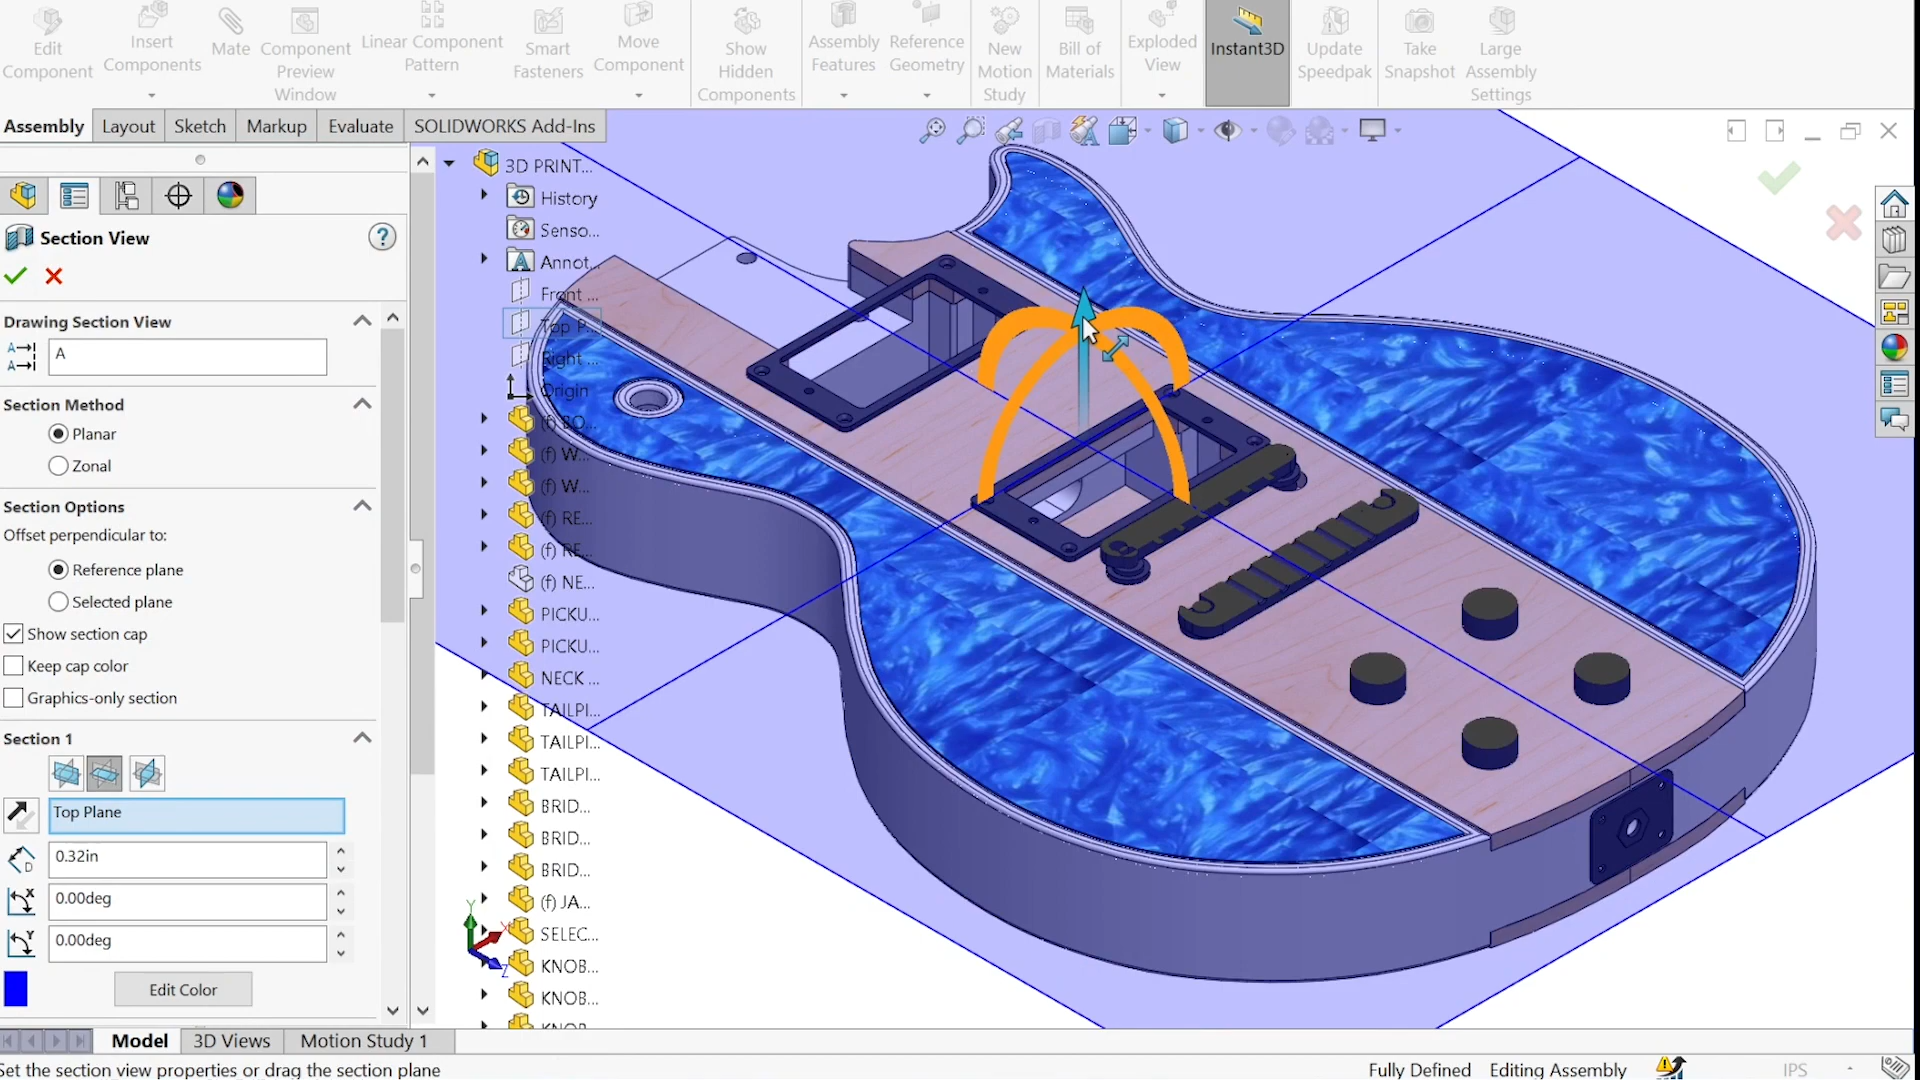 Edit
Component
Insert
Components
Mate
Component
Preview
Window
Linear Component
Pattern
Smart
Fasteners
Move
Component
Show
Hidden
Components
Assembly
Features
Reference
Geometry
New
Motion
Study
Bill of
Materials
Exploded
View
Instant3D
Update
Speedpak
Take
Snapshot
Large
Assembly
Settings
Assembly
Layout
Sketch
Markup
Evaluate
SOLIDWORKS Add-Ins
Section View
?
Drawing Section View
A
Section Method
Planar
Zonal
Section Options
Offset perpendicular to:
Reference plane
Selected plane
Show section cap
Keep cap color
Graphics-only section
Section 1
Top Plane
0.32in
0.00deg
0.00deg
Edit Color
3D PRINT...
History
Senso...
Annot...
Front ...
Top P...
Right ...
Origin
(f) BO...
(f) W...
(f) W...
(f) RE...
(f) RE...
(f) NE...
PICKU...
PICKU...
NECK ...
TAILPI...
TAILPI...
TAILPI...
BRID...
BRID...
BRID...
(f) JA...
SELEC...
KNOB...
KNOB...
KNOB...
Y
X
Z
Model
3D Views
Motion Study 1
Set the section view properties or drag the section plane
Fully Defined
Editing Assembly
IPS